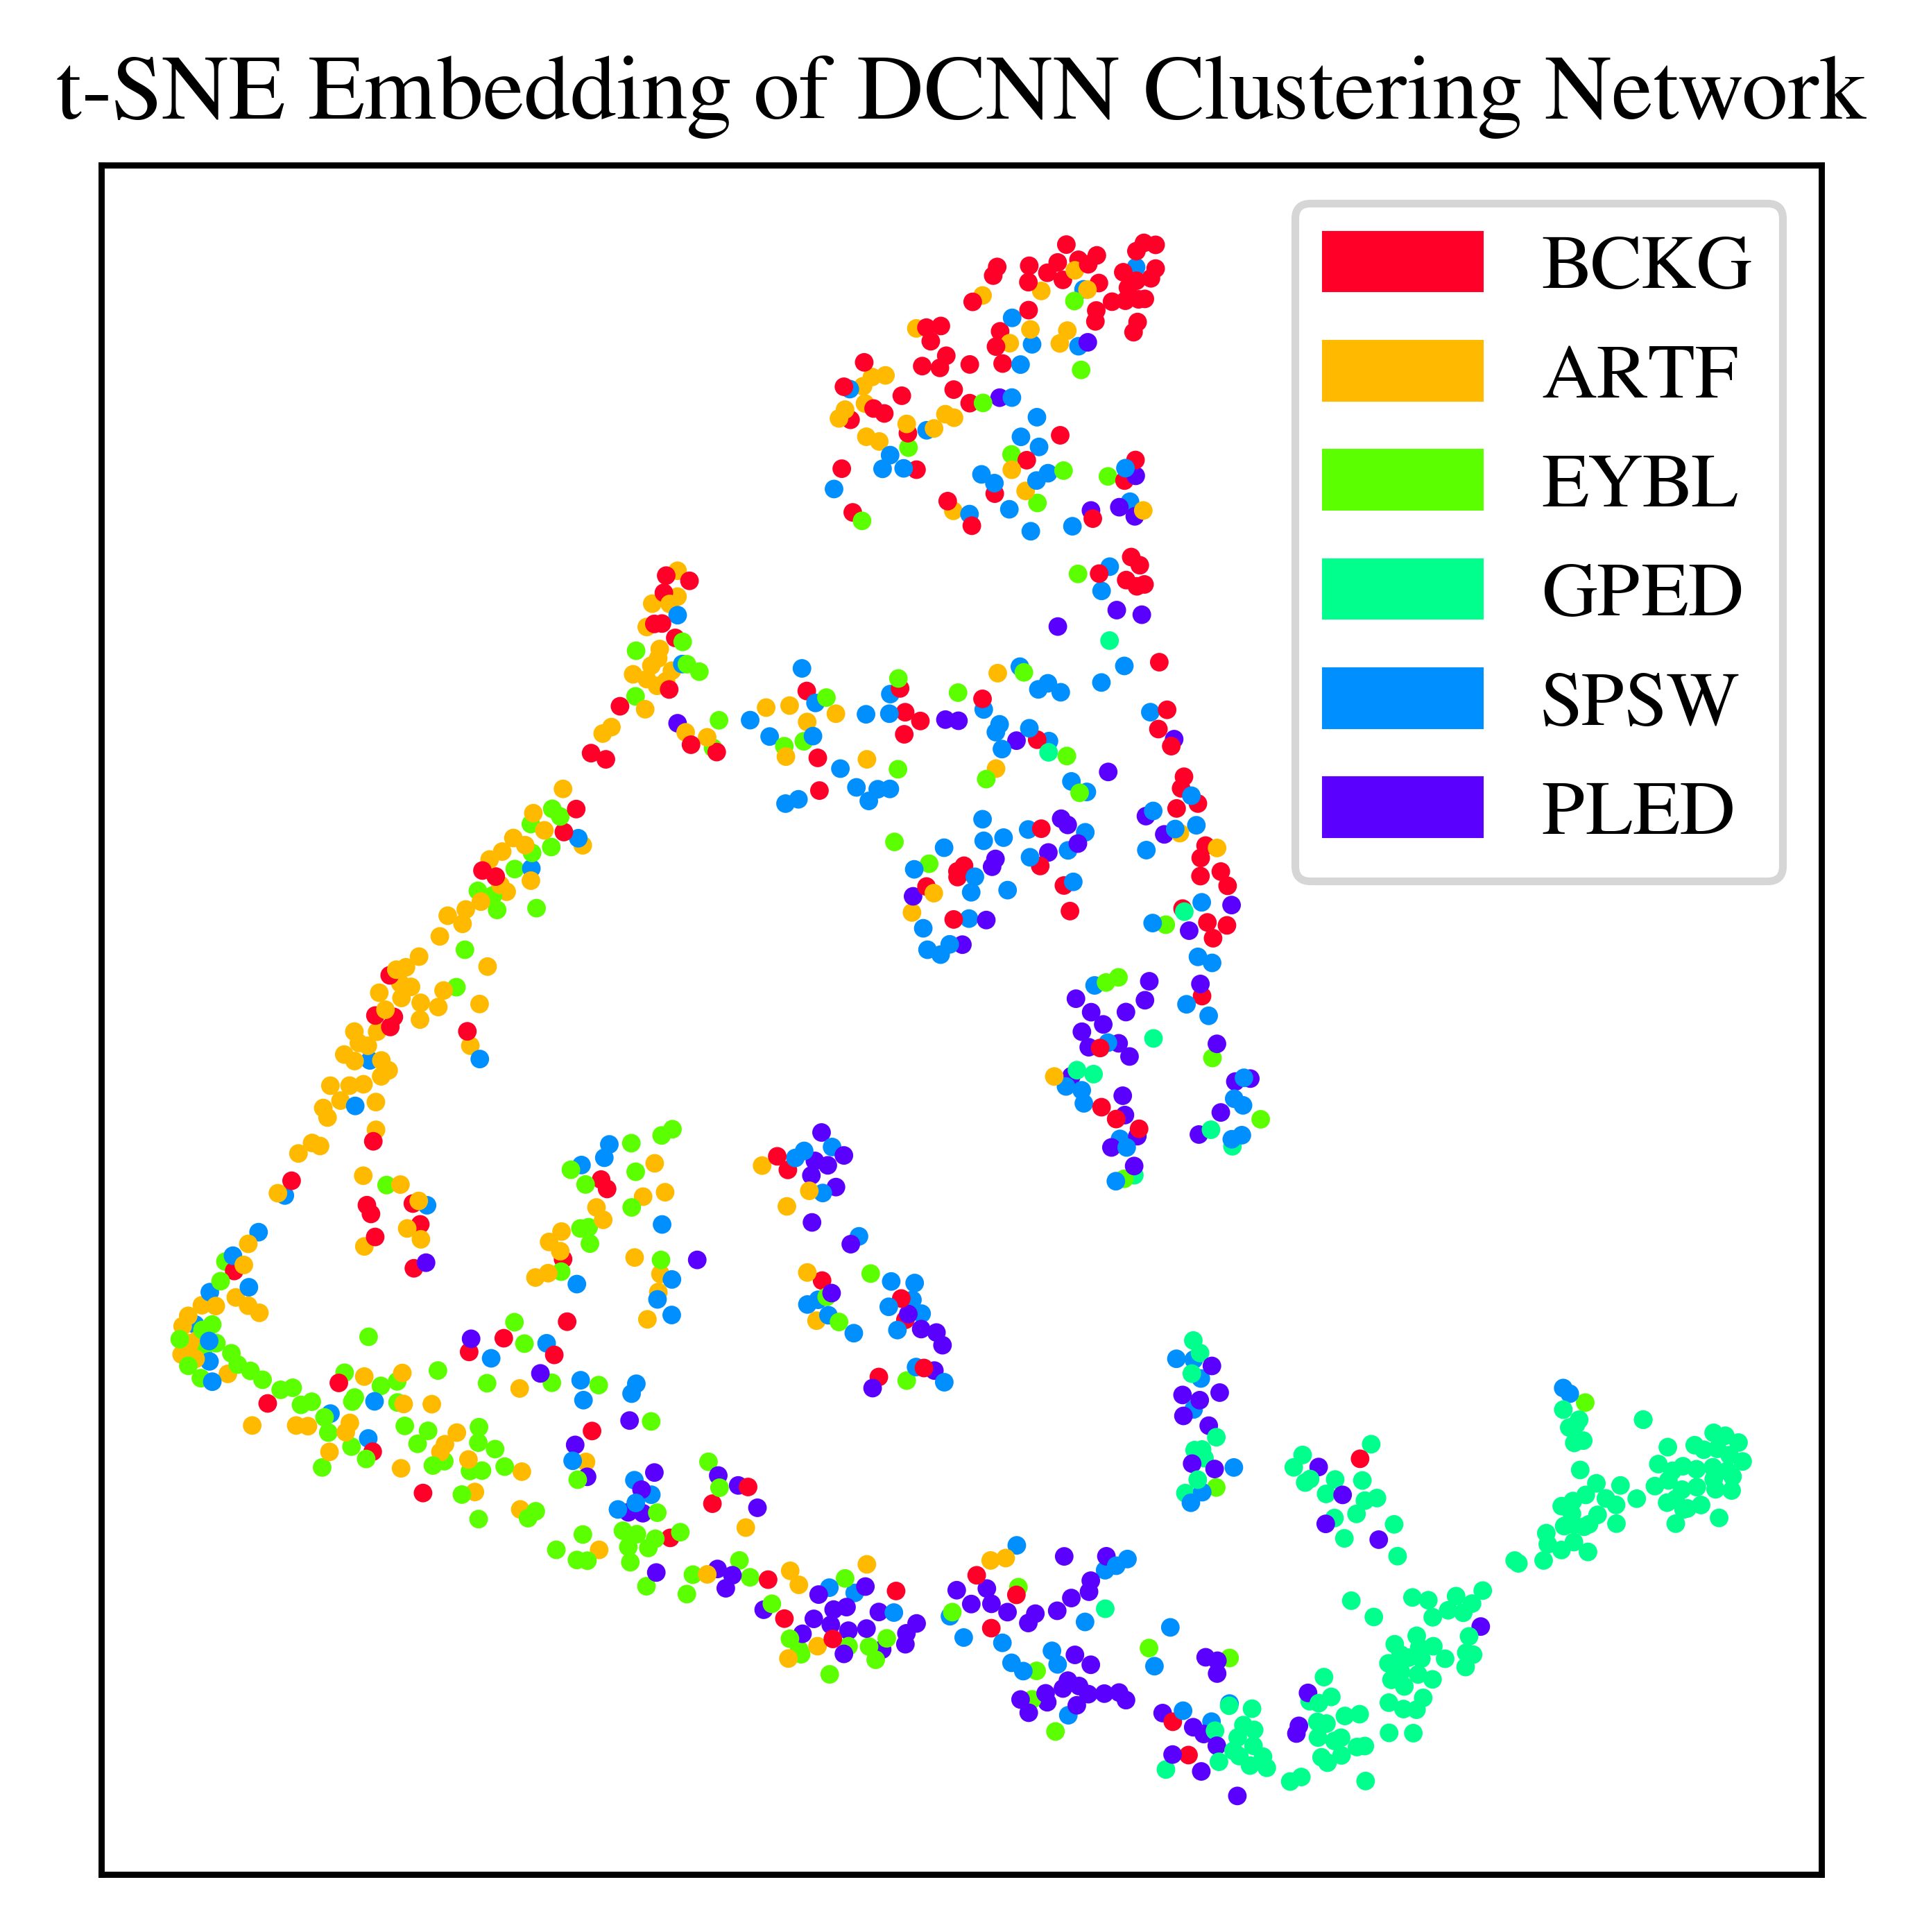 t-SNE Embedding of DCNN Clustering Network
BCKG
ARTF
EYBL
GPED
SPSW
PLED